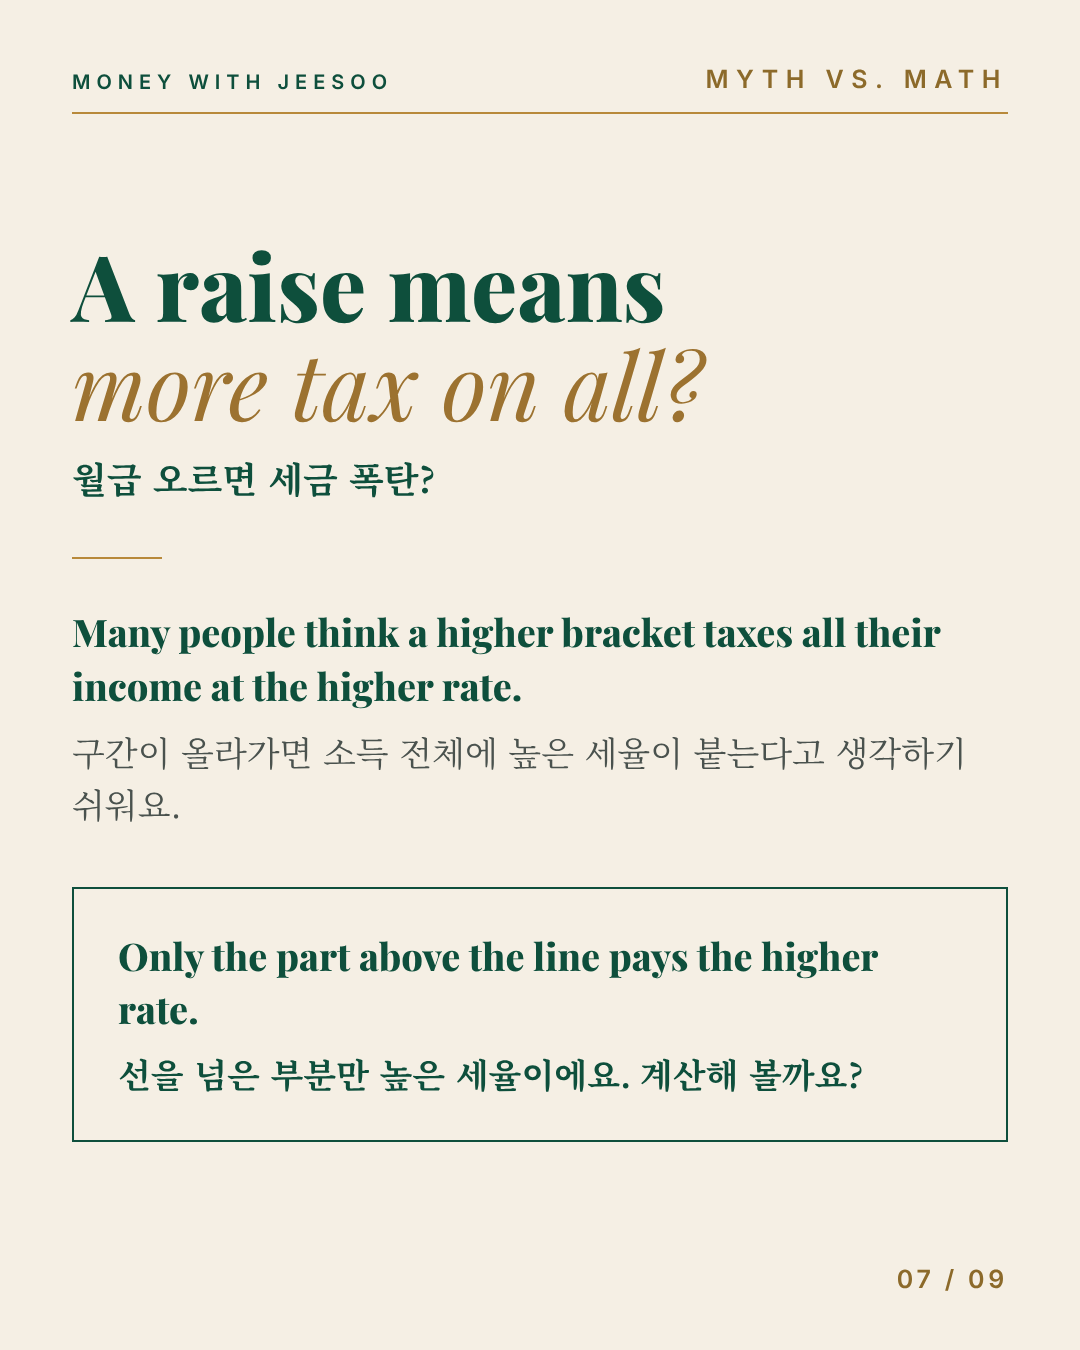 MONEY WITH JEESOO
MYTH VS. MATH
A raise means
more tax on all?
월급 오르면 세금 폭탄?
Many people think a higher bracket taxes all their
income at the higher rate.
구간이 올라가면 소득 전체에 높은 세율이 붙는다고 생각하기
쉬워요.
Only the part above the line pays the higher
rate.
선을 넘은 부분만 높은 세율이에요. 계산해 볼까요?
07 / 09